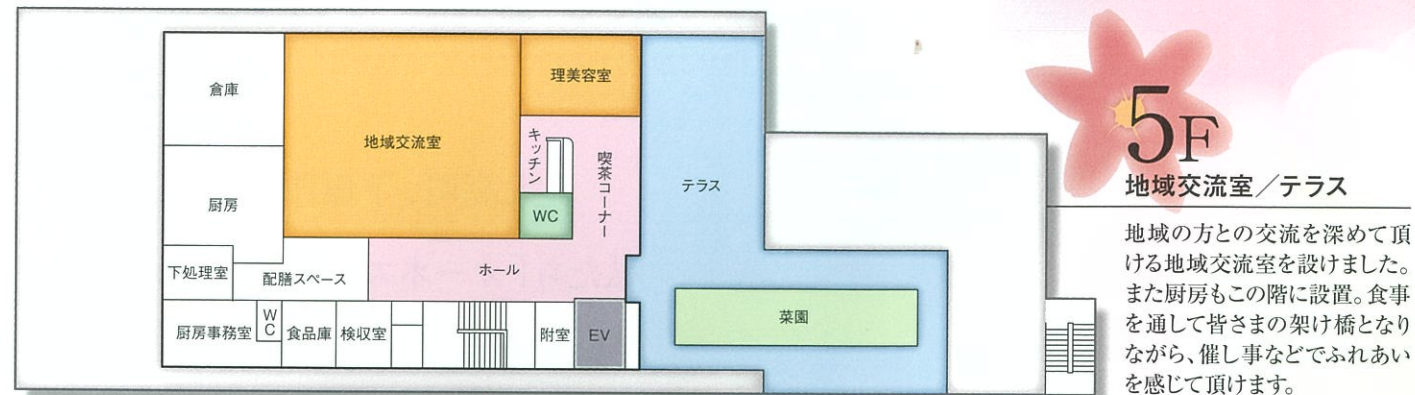 倉庫
地域交流室
理美容室
キッチン
喫茶コーナー
テラス
厨房
WC
下処理室
配膳スペース
ホール
厨房事務室
WC
食品庫
検収室
附室
EV
菜園
5F
地域交流室／テラス
地域の方との交流を深めて頂
ける地域交流室を設けました。
また厨房もこの階に設置。食事
を通して皆さまの架け橋となり
ながら、催し事などでふれあい
を感じて頂けます。